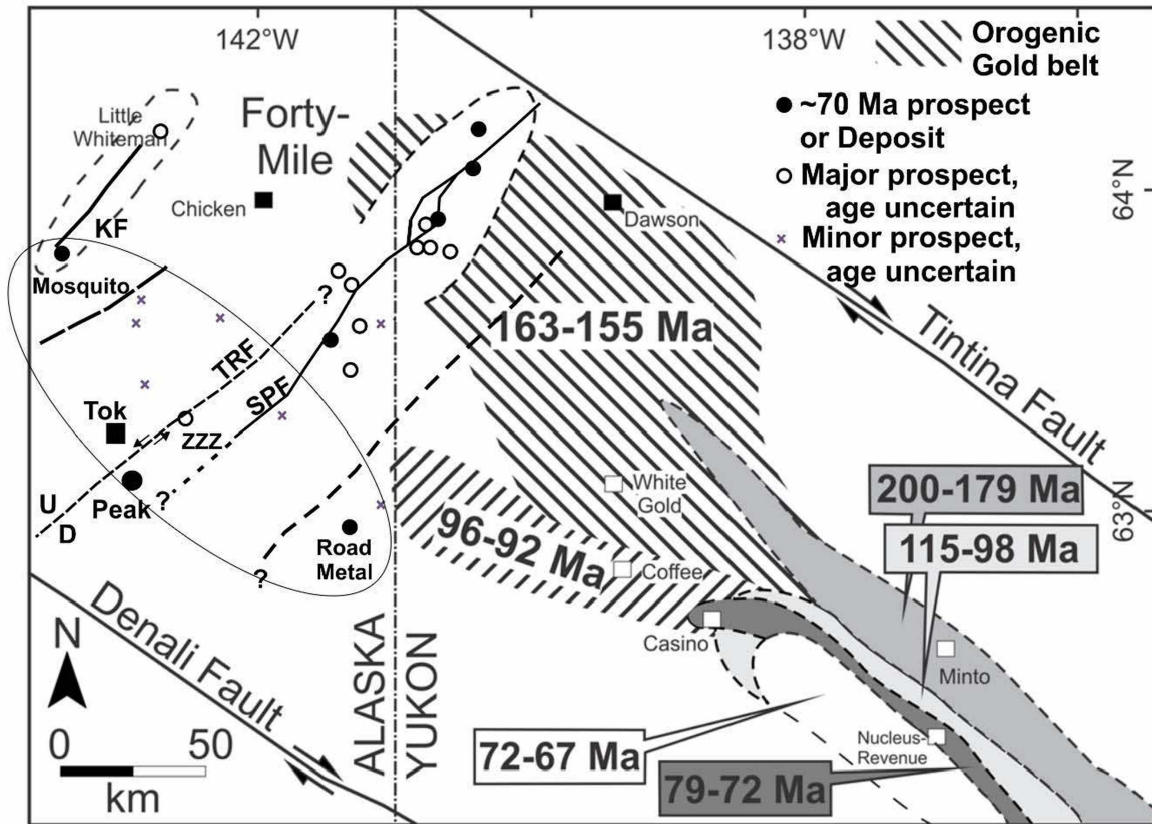 142°W
138°W
Orogenic
Gold belt
~70 Ma prospect
or Deposit
Major prospect,
age uncertain
Minor prospect,
age uncertain
64°N
63°N
Little
Whiteman
Forty-
Mile
Chicken
Dawson
KF
Mosquito
?
163-155 Ma
Tintina Fault
TRF
SPF
Tok
ZZZ
Peak
?
U
D
Road
Metal
?
White
Gold
96-92 Ma
Coffee
200-179 Ma
115-98 Ma
Denali Fault
N
0
50
km
ALASKA
YUKON
Casino
Minto
Nucleus-
Revenue
72-67 Ma
79-72 Ma